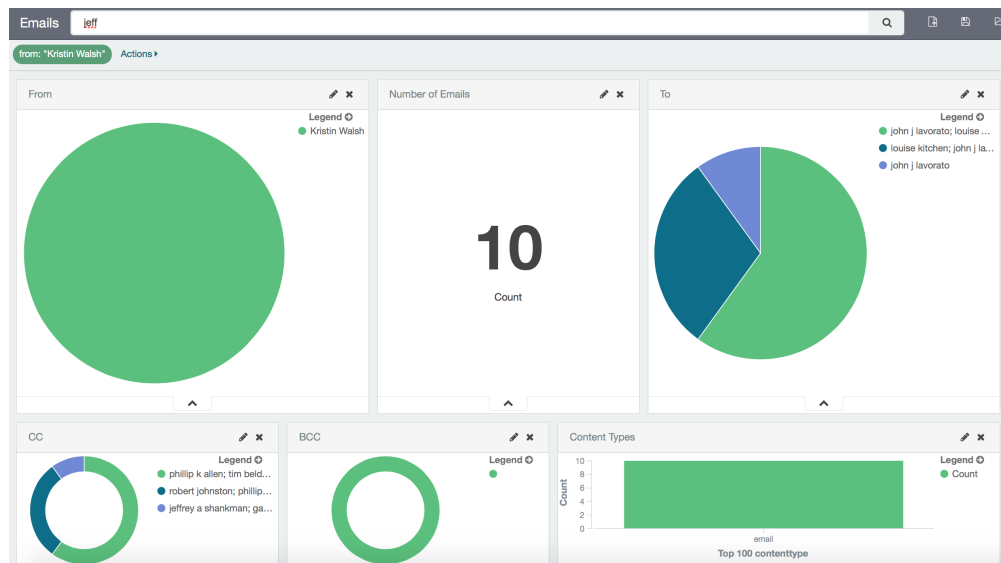 Emails jeff
from: "Kristin Walsh" Actions
From
Legend
Kristin Walsh
Number of Emails
10
Count
To
Legend
john j lavorato; louise ...
louise kitchen; john j la...
john j lavorato
CC
Legend
phillip k allen; tim beld...
robert johnston; phillip...
jeffrey a shankman; ga...
BCC
Legend
Content Types
Legend
Count
10
8
6
4
2
0
Count
email
Top 100 contenttype